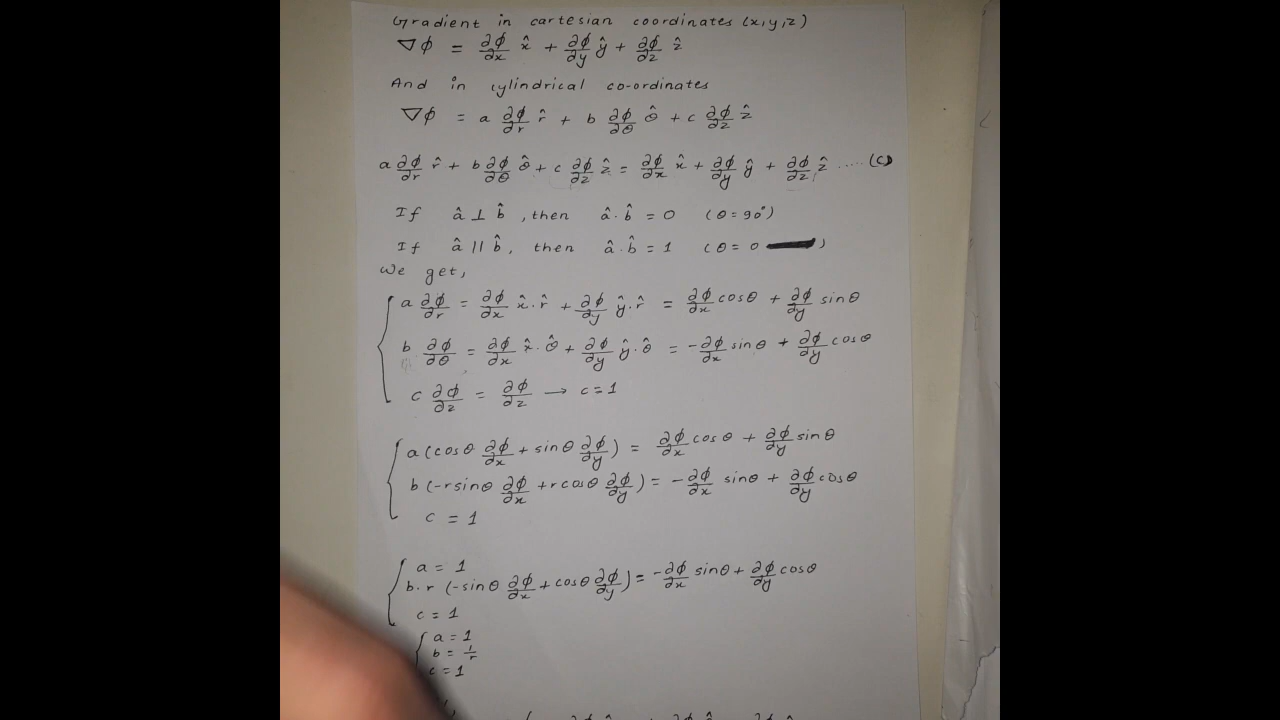 Gradient in cartesian coordinates (x,y,z)
∇ϕ = ∂ϕ/∂x x̂ + ∂ϕ/∂y ŷ + ∂ϕ/∂z ẑ
And in cylindrical co-ordinates
∇ϕ = a ∂ϕ/∂r r̂ + b ∂ϕ/∂θ θ̂ + c ∂ϕ/∂z ẑ
a ∂ϕ/∂r r̂ + b ∂ϕ/∂θ θ̂ + c ∂ϕ/∂z ẑ = ∂ϕ/∂x x̂ + ∂ϕ/∂y ŷ + ∂ϕ/∂z ẑ ..... (c)
If â ⊥ b̂ , then â · b̂ = 0 (θ = 90°)
If â || b̂, then â · b̂ = 1 (θ = 0 )
We get,
a ∂ϕ/∂r = ∂ϕ/∂x x̂ · r̂ + ∂ϕ/∂y ŷ · r̂ = ∂ϕ/∂x cosθ + ∂ϕ/∂y sinθ
b ∂ϕ/∂θ = ∂ϕ/∂x x̂ · θ̂ + ∂ϕ/∂y ŷ · θ̂ = -∂ϕ/∂x sinθ + ∂ϕ/∂y cosθ
c ∂ϕ/∂z = ∂ϕ/∂z → c = 1
a (cosθ ∂ϕ/∂x + sinθ ∂ϕ/∂y) = ∂ϕ/∂x cosθ + ∂ϕ/∂y sinθ
b (-rsinθ ∂ϕ/∂x + rcosθ ∂ϕ/∂y) = -∂ϕ/∂x sinθ + ∂ϕ/∂y cosθ
c = 1
a = 1
b·r (-sinθ ∂ϕ/∂x + cosθ ∂ϕ/∂y) = -∂ϕ/∂x sinθ + ∂ϕ/∂y cosθ
c = 1
a = 1
b = 1/r
c = 1